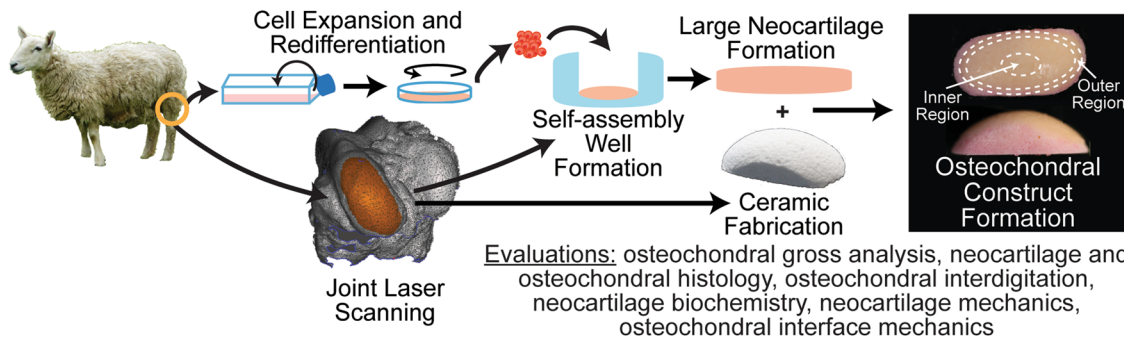 Cell Expansion and
Redifferentiation
Large Neocartilage
Formation
+
Inner
Region
Outer
Region
Self-assembly
Well
Formation
Ceramic
Fabrication
Osteochondral
Construct
Formation
Joint Laser
Scanning
Evaluations: osteochondral gross analysis, neocartilage and
osteochondral histology, osteochondral interdigitation,
neocartilage biochemistry, neocartilage mechanics,
osteochondral interface mechanics